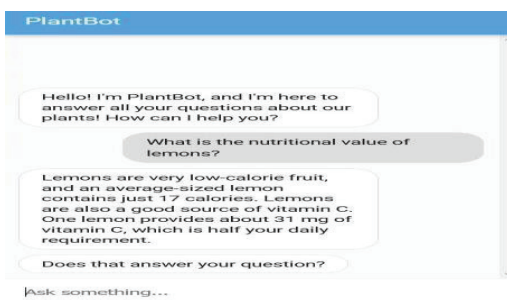 PlantBot
Hello! I'm PlantBot, and I'm here to
answer all your questions about our
plants! How can I help you?
What is the nutritional value of
lemons?
Lemons are very low-calorie fruit,
and an average-sized lemon
contains just 17 calories. Lemons
are also a good source of vitamin C.
One lemon provides about 31 mg of
vitamin C, which is half your daily
requirement.
Does that answer your question?
Ask something...